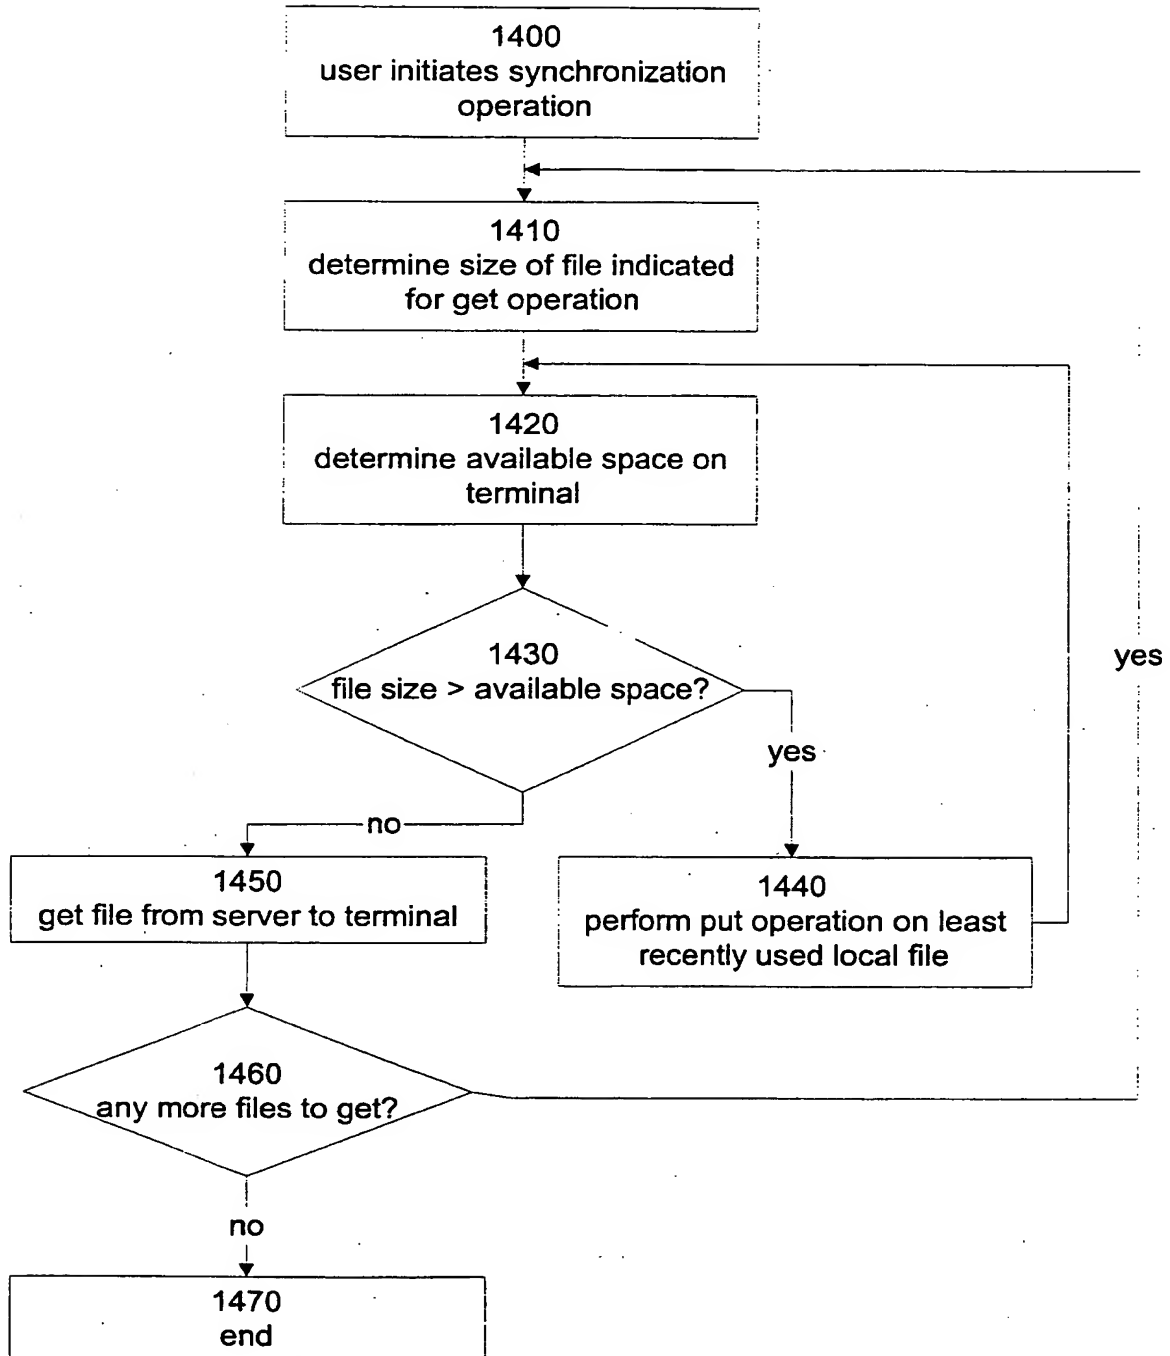 1400
user initiates synchronization
operation
1410
determine size of file indicated
for get operation
1420
determine available space on
terminal
1430
file size > available space?
yes
yes
no
1450
get file from server to terminal
1440
perform put operation on least
recently used local file
1460
any more files to get?
no
1470
end